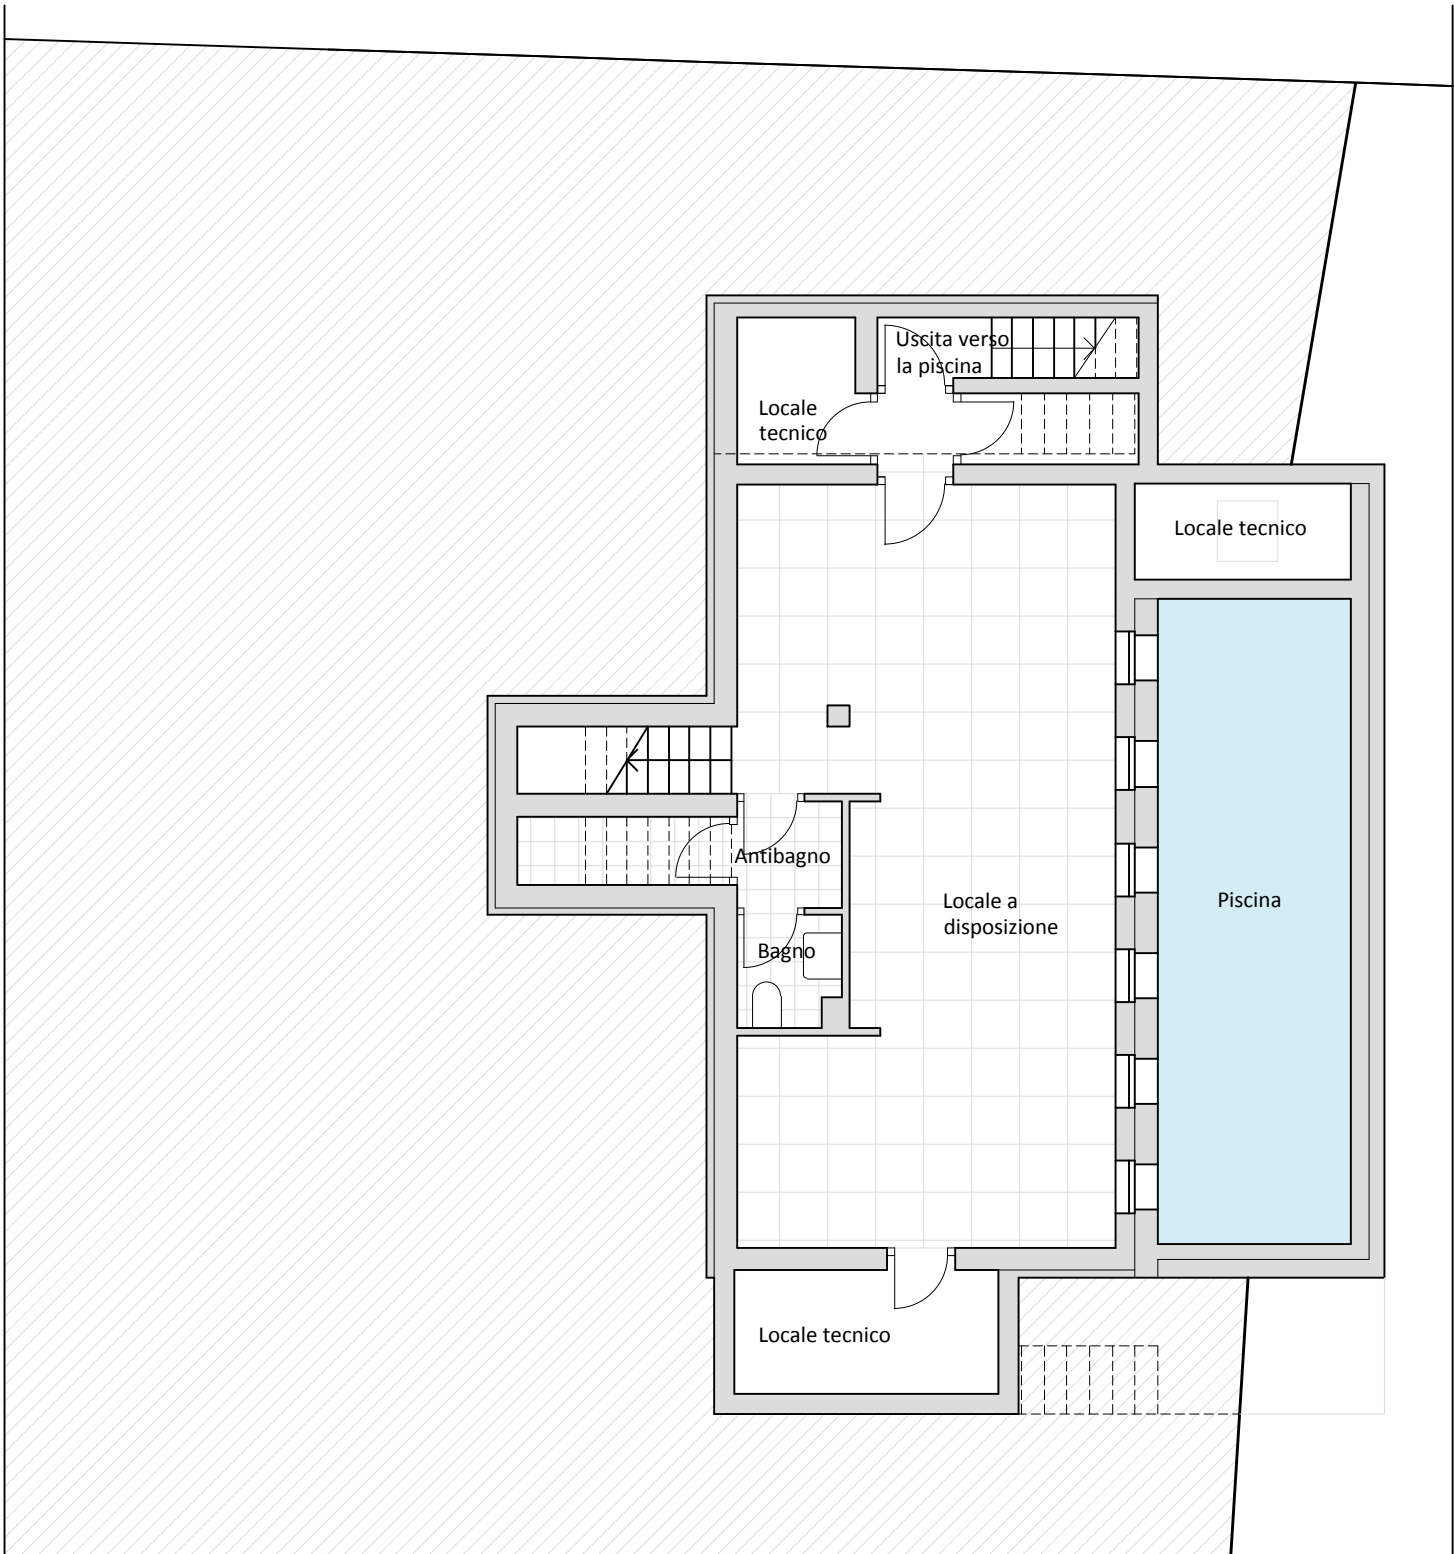 Uscita verso
la piscina
Locale
tecnico
Locale tecnico
Antibagno
Locale a
disposizione
Piscina
Bagno
Locale tecnico